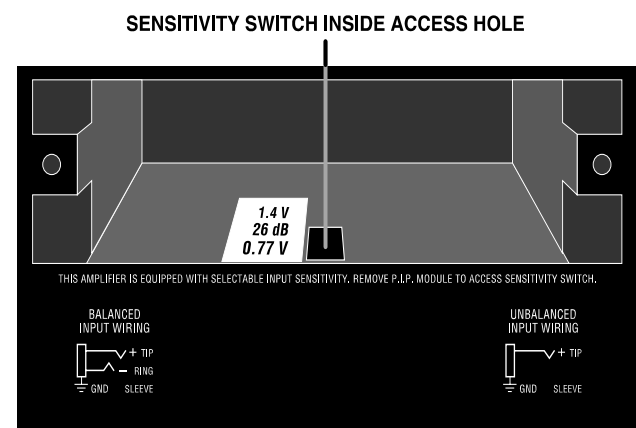 SENSITIVITY SWITCH INSIDE ACCESS HOLE
1.4 V
26 dB
0.77 V
THIS AMPLIFIER IS EQUIPPED WITH SELECTABLE INPUT SENSITIVITY. REMOVE P.I.P. MODULE TO ACCESS SENSITIVITY SWITCH.
BALANCED
INPUT WIRING
+ TIP
– RING
GND SLEEVE
UNBALANCED
INPUT WIRING
+ TIP
GND SLEEVE